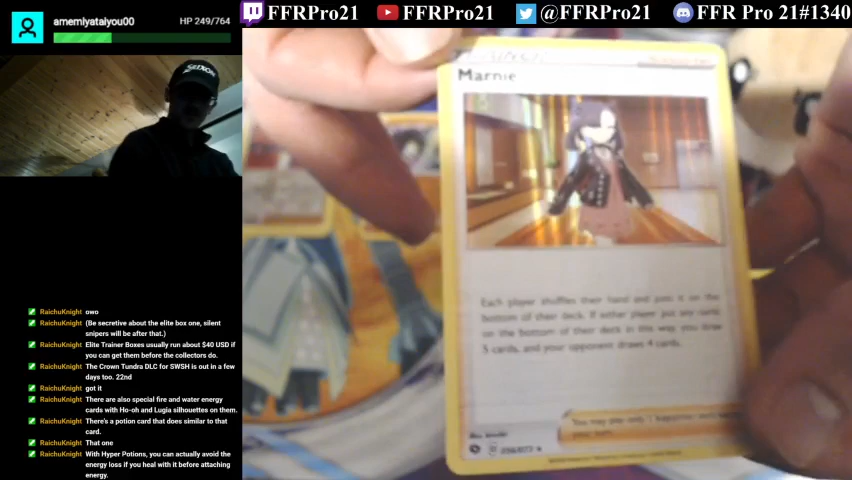 amemlyatalyou00
HP 249/764
FFRPro21
FFRPro21
@FFRPro21
FFR Pro 21#1340
SRIXON
Marnie
Each player shuffles their hand and puts it on the
bottom of their deck. If either player put any cards
on the bottom of their deck in this way, you draw
5 cards, and your opponent draws 4 cards.
You may play only 1
RaichuKnight owo
RaichuKnight (Be secretive about the elite box one, silent
snipers will be after that.)
RaichuKnight Elite Trainer Boxes usually run about $40 USD if
you can get them before the collectors do.
RaichuKnight The Crown Tundra DLC for SWSH is out in a few
days too. 22nd
RaichuKnight got it
RaichuKnight There are also special fire and water energy
cards with Ho-oh and Lugia silhouettes on them.
RaichuKnight There's a potion card that does similar to that
card.
RaichuKnight That one
RaichuKnight With Hyper Potions, you can actually avoid the
energy loss if you heal with it before attaching
energy.